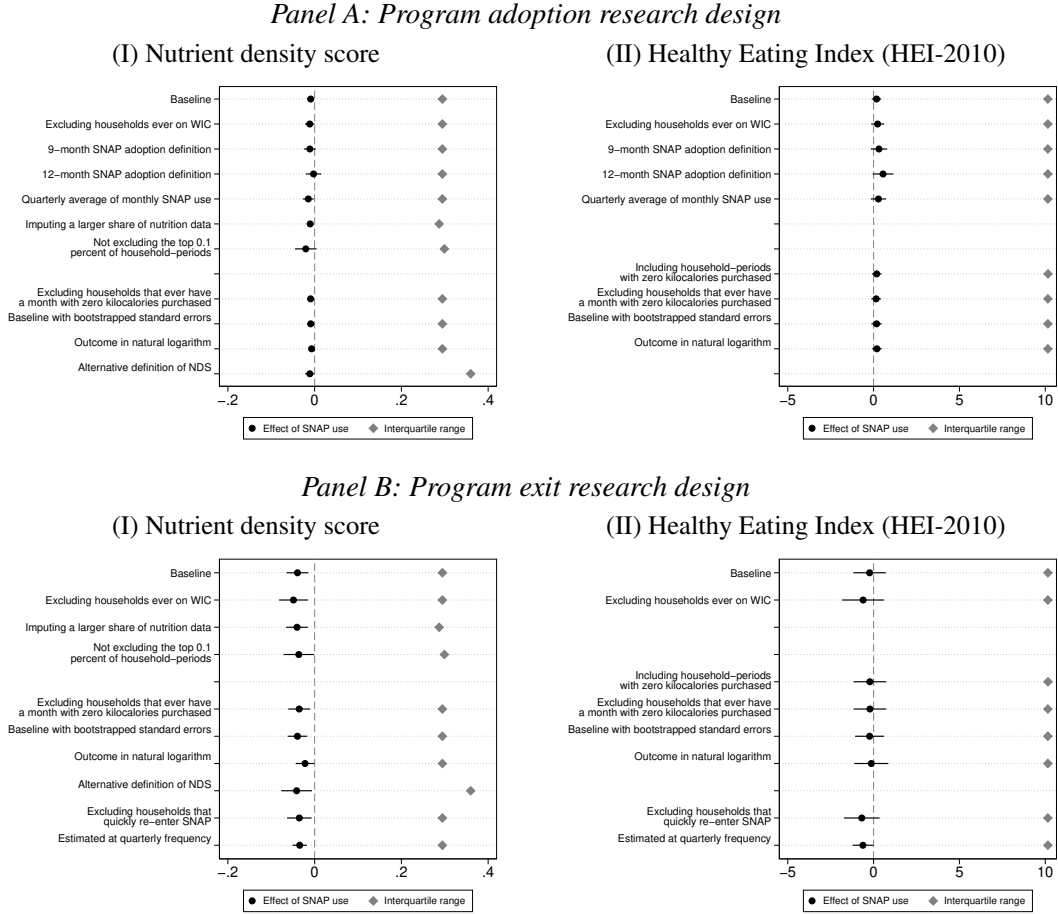 Panel A: Program adoption research design
(I) Nutrient density score
Baseline
Excluding households ever on WIC
9−month SNAP adoption definition
12−month SNAP adoption definition
Quarterly average of monthly SNAP use
Imputing a larger share of nutrition data
Not excluding the top 0.1
percent of household−periods
Excluding households that ever have
a month with zero kilocalories purchased
Baseline with bootstrapped standard errors
Outcome in natural logarithm
Alternative definition of NDS
−.2 0 .2 .4
Effect of SNAP use Interquartile range
(II) Healthy Eating Index (HEI-2010)
Baseline
Excluding households ever on WIC
9−month SNAP adoption definition
12−month SNAP adoption definition
Quarterly average of monthly SNAP use
Including household−periods
with zero kilocalories purchased
Excluding households that ever have
a month with zero kilocalories purchased
Baseline with bootstrapped standard errors
Outcome in natural logarithm
−5 0 5 10
Effect of SNAP use Interquartile range
Panel B: Program exit research design
(I) Nutrient density score
Baseline
Excluding households ever on WIC
Imputing a larger share of nutrition data
Not excluding the top 0.1
percent of household−periods
Excluding households that ever have
a month with zero kilocalories purchased
Baseline with bootstrapped standard errors
Outcome in natural logarithm
Alternative definition of NDS
Excluding households that
quickly re−enter SNAP
Estimated at quarterly frequency
−.2 0 .2 .4
Effect of SNAP use Interquartile range
(II) Healthy Eating Index (HEI-2010)
Baseline
Excluding households ever on WIC
Including household−periods
with zero kilocalories purchased
Excluding households that ever have
a month with zero kilocalories purchased
Baseline with bootstrapped standard errors
Outcome in natural logarithm
Excluding households that
quickly re−enter SNAP
Estimated at quarterly frequency
−5 0 5 10
Effect of SNAP use Interquartile range